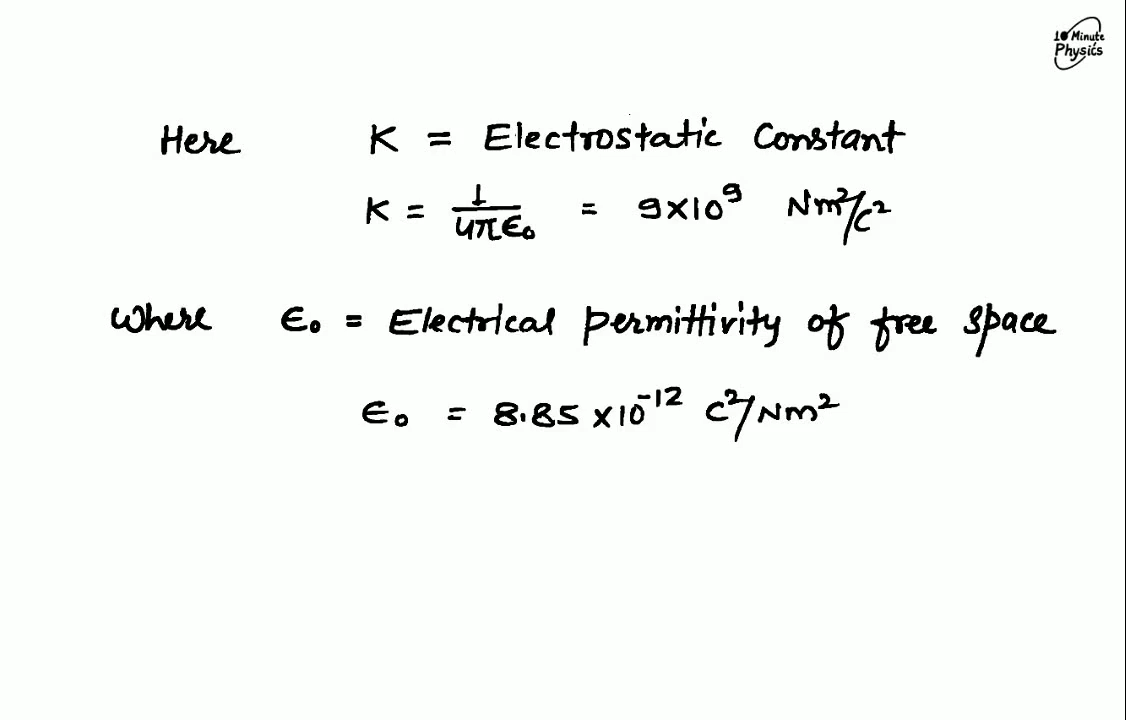 10 Minute
Physics
Here K = Electrostatic Constant
K = 1/4πϵ₀ = 9×10⁹ Nm²/C²
where ϵ₀ = Electrical permittivity of free space
ϵ₀ = 8.85 ×10⁻¹² C²/Nm²